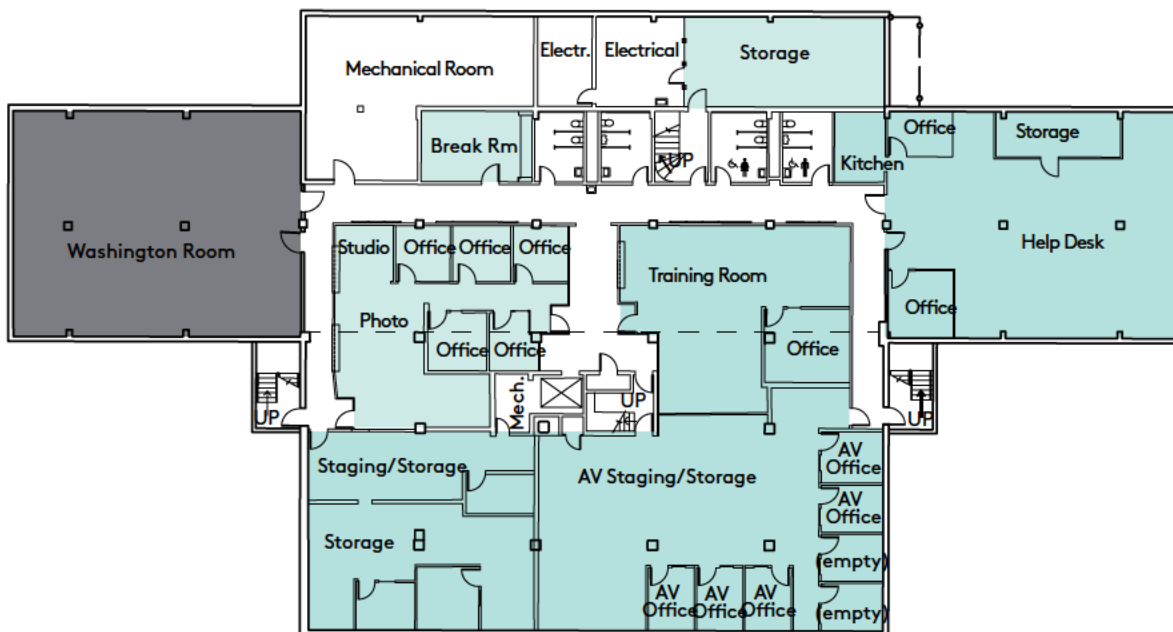 Electr.
Electrical
Storage
Mechanical Room
Office
Storage
Break Rm
UP
Kitchen
Washington Room
Studio
Office
Office
Office
Help Desk
Training Room
Office
Photo
Office
Office
Office
Mech.
UP
UP
UP
Staging/Storage
AV Staging/Storage
AV
Office
AV
Office
Storage
(empty)
AV
Office
AV
Office
AV
Office
(empty)